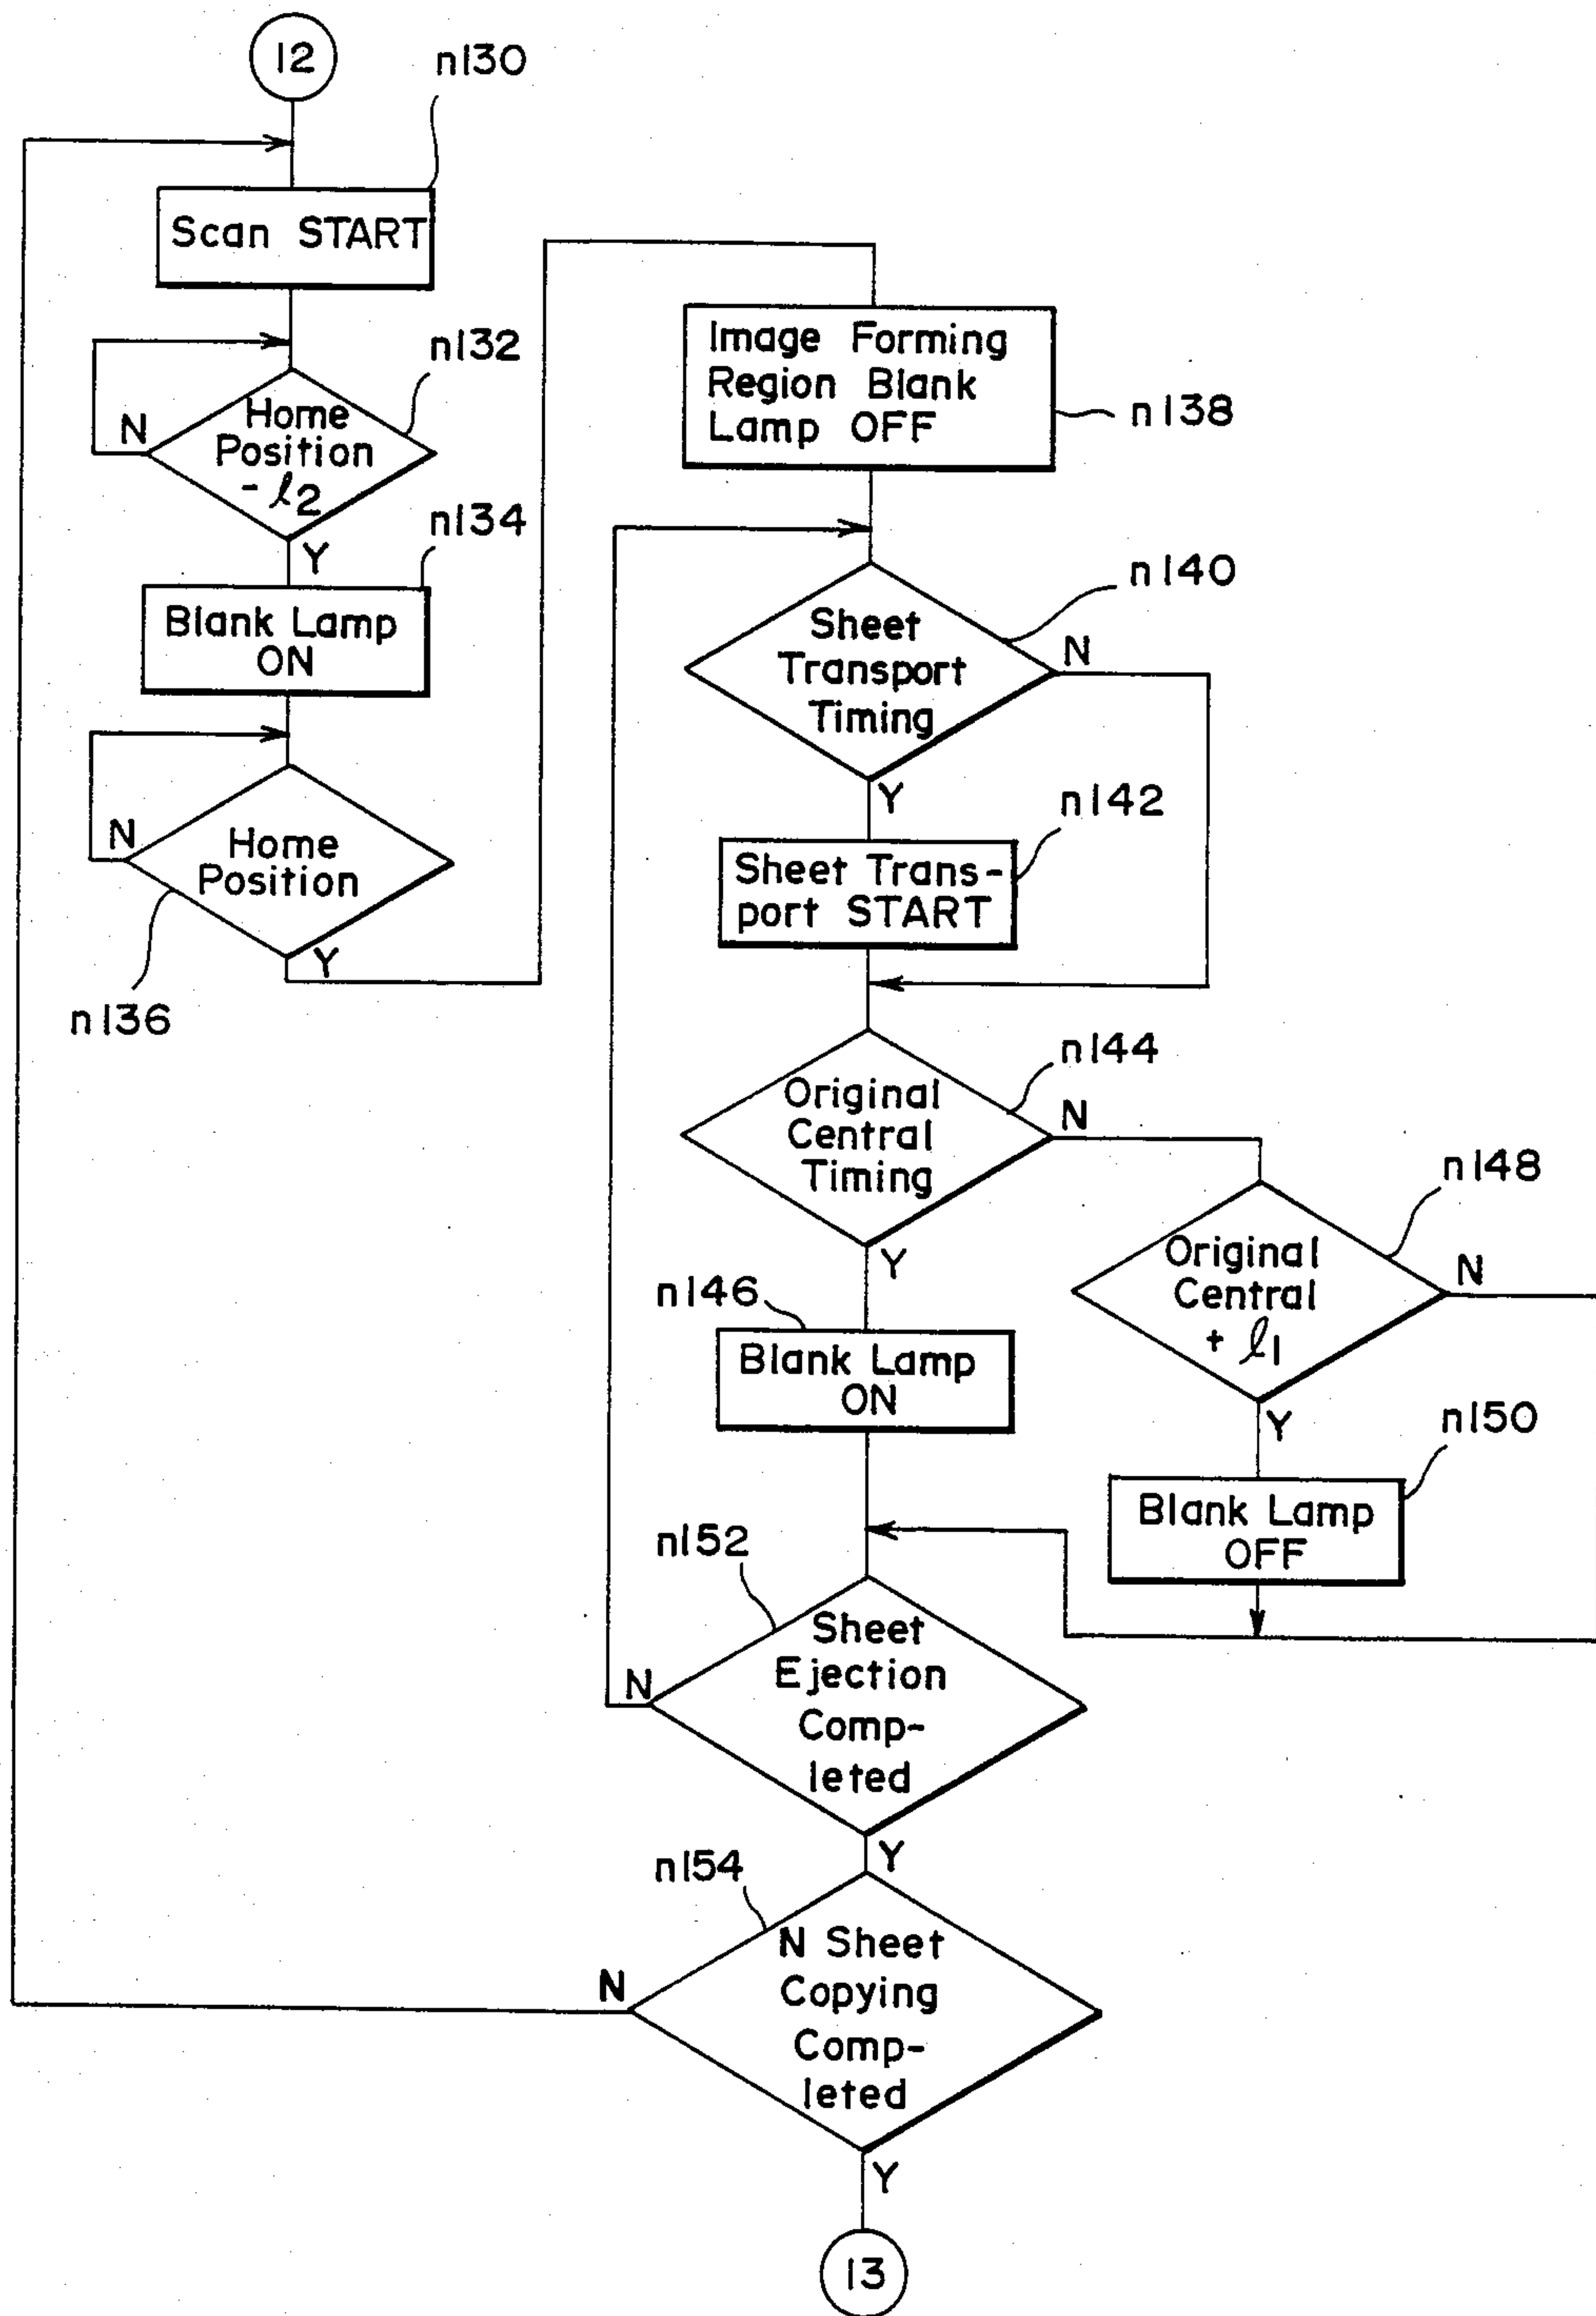 12
n130
Scan START
n132
Home
Position
- ℓ2
N
Y
n134
Blank Lamp
ON
N
Home
Position
Y
n136
Image Forming
Region Blank
Lamp OFF
n138
n140
Sheet
Transport
Timing
N
Y
n142
Sheet Trans-
port START
n144
Original
Central
Timing
N
Y
n148
Original
Central
+ ℓ1
N
Y
n146
Blank Lamp
ON
n150
Blank Lamp
OFF
n152
Sheet
Ejection
Comp-
leted
N
Y
n154
N Sheet
Copying
Comp-
leted
N
Y
13